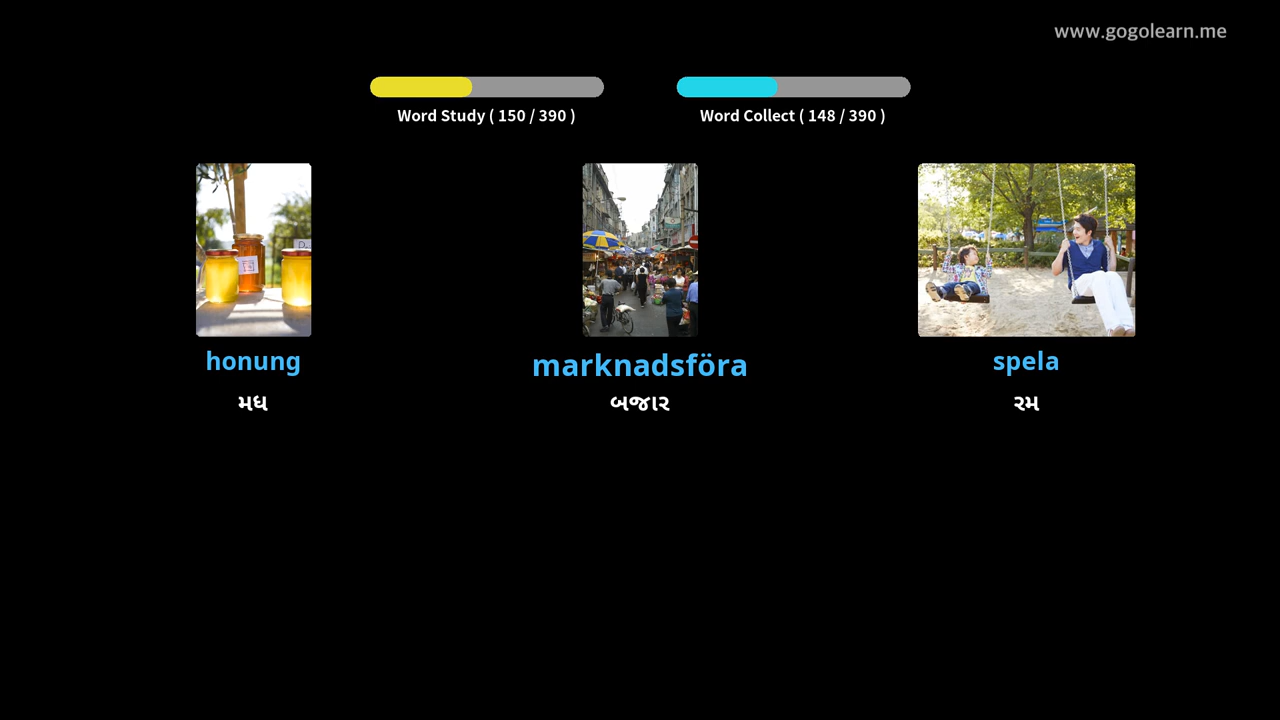 www.gogolearn.me
Word Study ( 150 / 390 )
Word Collect ( 148 / 390 )
honung
marknadsföra
spela
મધ
બજાર
રમ